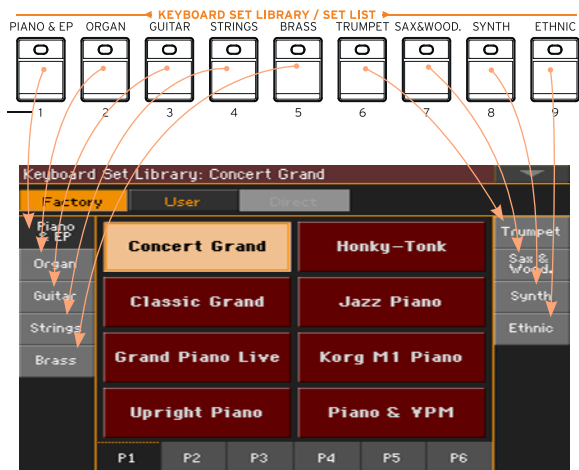 KEYBOARD SET LIBRARY / SET LIST
PIANO & EP ORGAN GUITAR STRINGS BRASS TRUMPET SAX&WOOD. SYNTH ETHNIC
1 2 3 4 5 6 7 8 9
Keyboard Set Library: Concert Grand
Factory User Direct
Piano & EP
Organ
Guitar
Strings
Brass
Concert Grand Honky-Tonk
Classic Grand Jazz Piano
Grand Piano Live Korg M1 Piano
Upright Piano Piano & VPM
Trumpet
Sax & Wood.
Synth
Ethnic
P1 P2 P3 P4 P5 P6